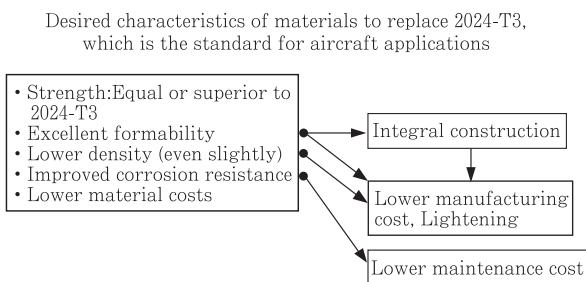 Desired characteristics of materials to replace 2024-T3,
which is the standard for aircraft applications
• Strength:Equal or superior to
2024-T3
• Excellent formability
• Lower density (even slightly)
• Improved corrosion resistance
• Lower material costs
Integral construction
Lower manufacturing
cost, Lightening
Lower maintenance cost